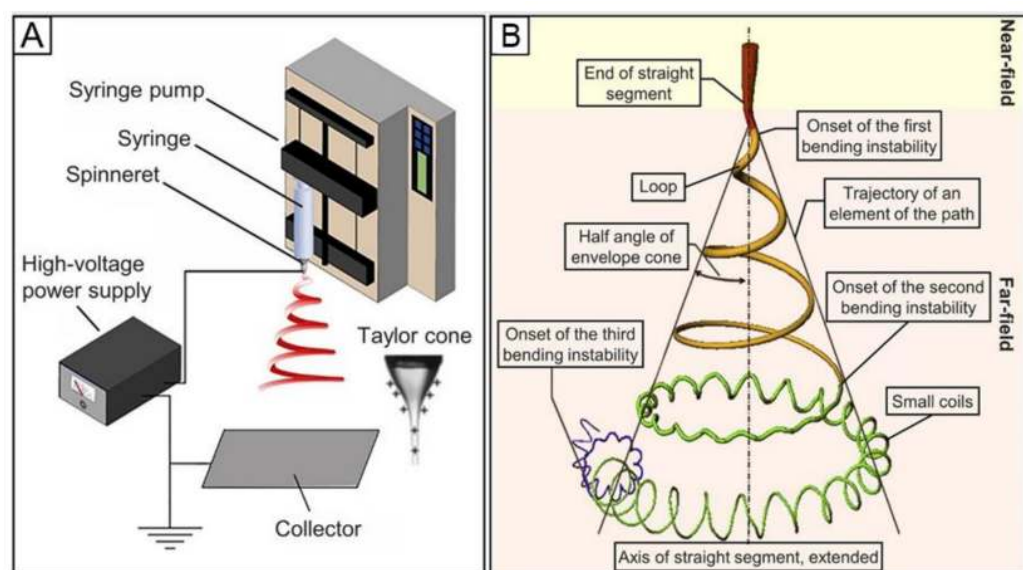 A
Syringe pump
Syringe
Spinneret
High-voltage
power supply
Taylor cone
Collector
B
Near-field
End of straight
segment
Onset of the first
bending instability
Loop
Trajectory of an
element of the path
Half angle of
envelope cone
Far-field
Onset of the second
bending instability
Onset of the third
bending instability
Small coils
Axis of straight segment, extended